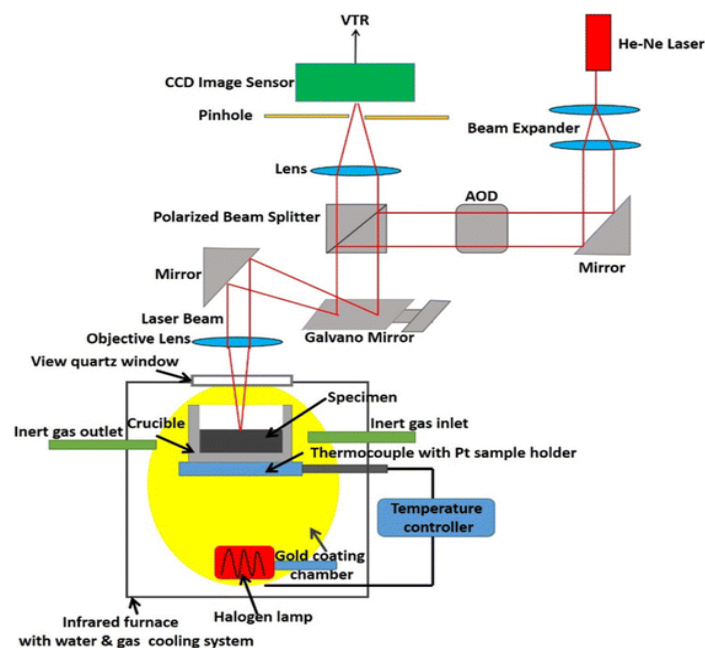 VTR
He-Ne Laser
CCD Image Sensor
Pinhole
Beam Expander
Lens
AOD
Polarized Beam Splitter
Mirror
Mirror
Laser Beam
Galvano Mirror
Objective Lens
View quartz window
Specimen
Crucible
Inert gas inlet
Inert gas outlet
Thermocouple with Pt sample holder
Temperature
controller
Gold coating
chamber
Halogen lamp
Infrared furnace
with water & gas cooling system